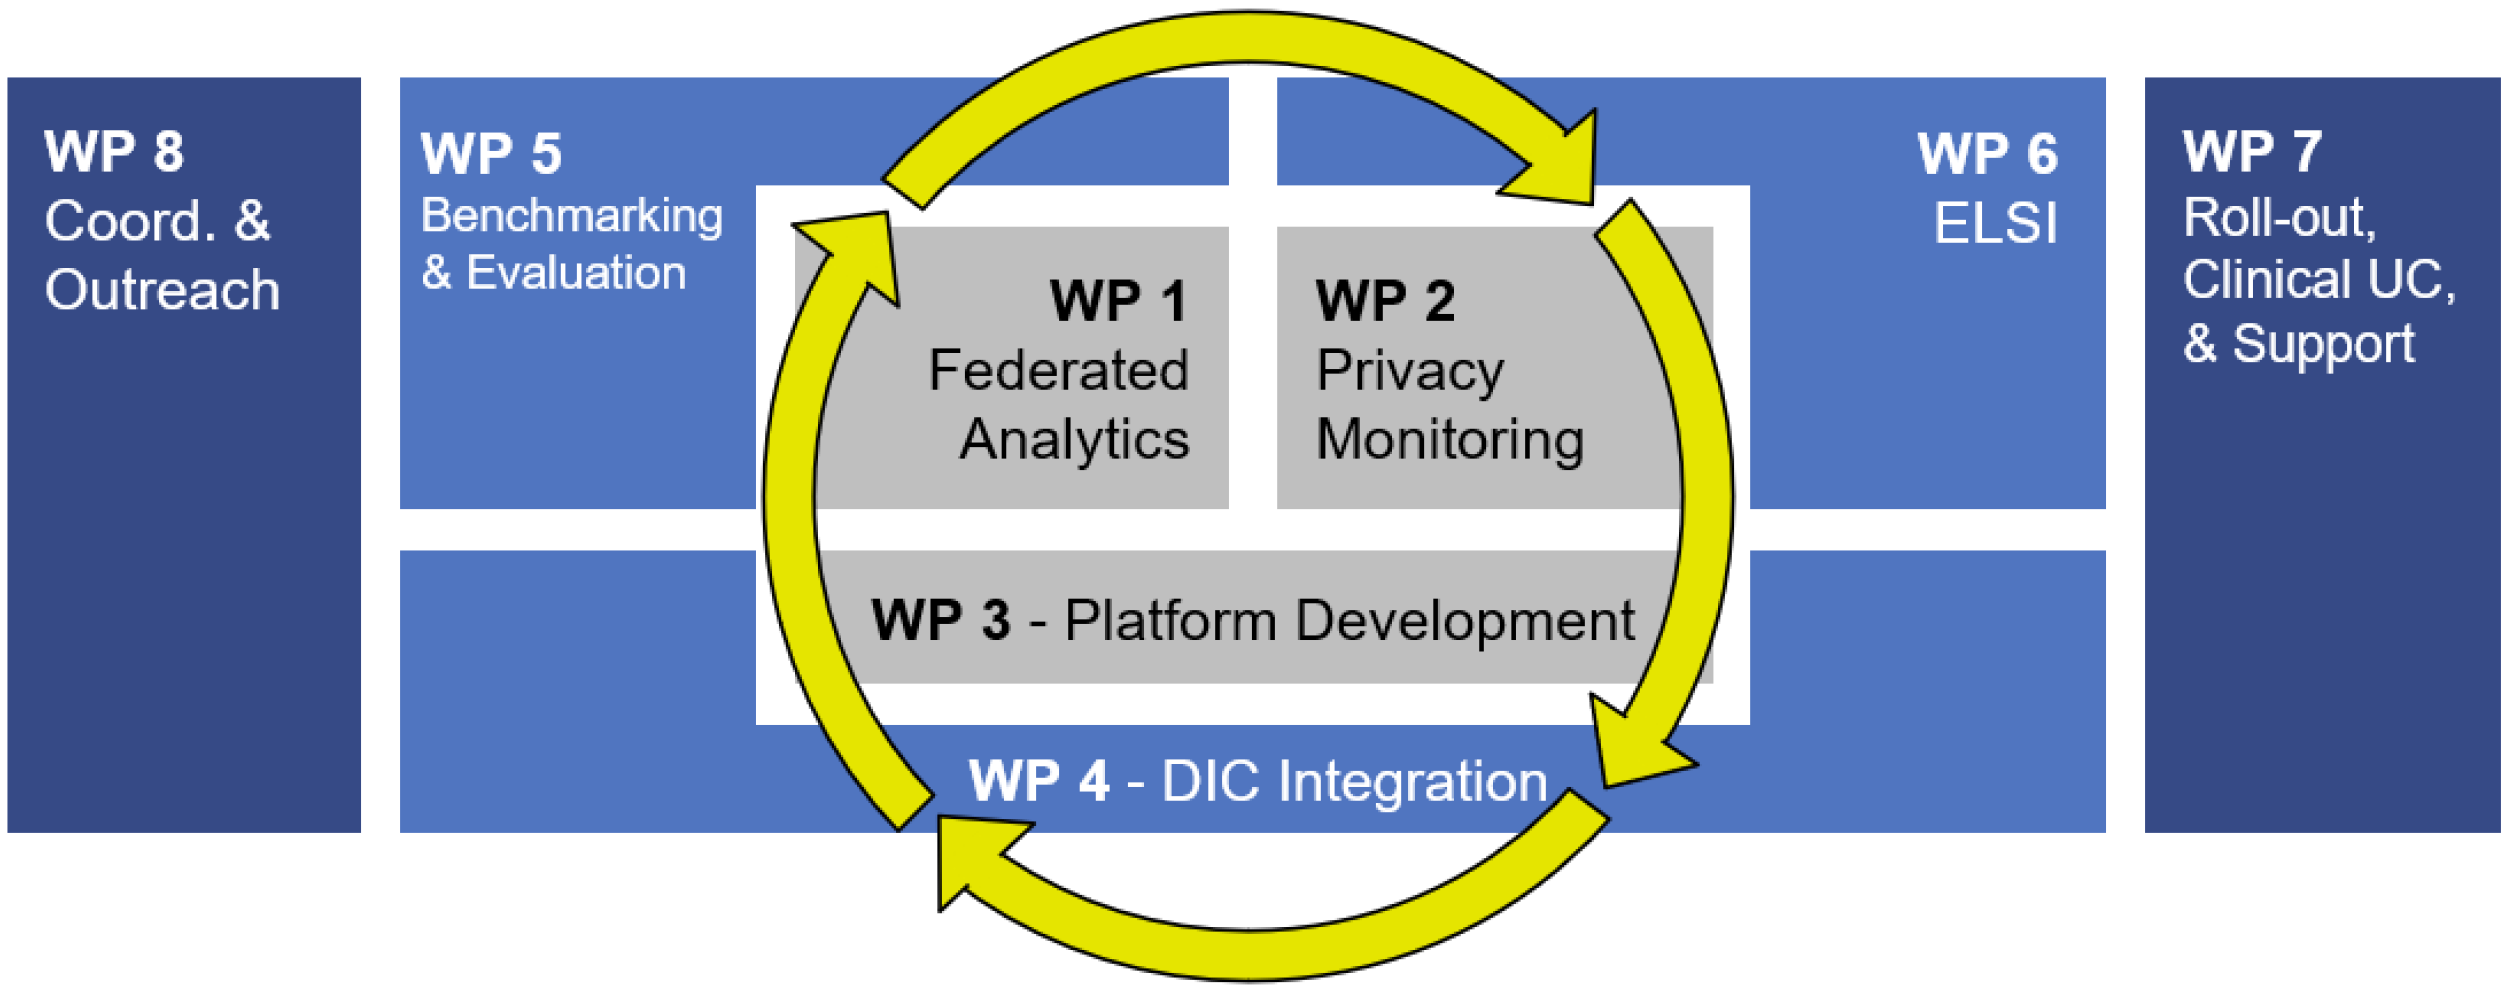 WP 8
Coord. &
Outreach
WP 5
Benchmarking
& Evaluation
WP 1
Federated
Analytics
WP 2
Privacy
Monitoring
WP 3 - Platform Development
WP 4 - DIC Integration
WP 6
ELSI
WP 7
Roll-out,
Clinical UC,
& Support